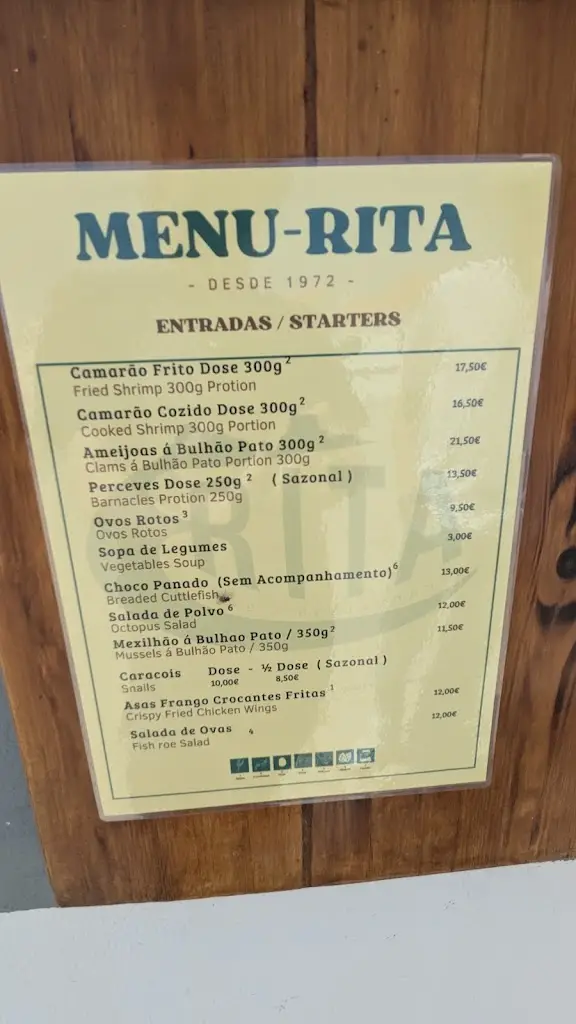 MENU-RITA
- DESDE 1972 -
ENTRADAS / STARTERS
Camarão Frito Dose 300g 2 17,50€
Fried Shrimp 300g Protion
Camarão Cozido Dose 300g 2 16,50€
Cooked Shrimp 300g Portion
Ameijoas á Bulhão Pato 300g 2 21,50€
Clams á Bulhão Pato Portion 300g
Perceves Dose 250g 2 ( Sazonal ) 13,50€
Barnacles Protion 250g
Ovos Rotos 3 9,50€
Ovos Rotos
Sopa de Legumes 3,00€
Vegetables Soup
Choco Panado (Sem Acompanhamento) 6 13,00€
Breaded Cuttlefish
Salada de Polvo 6 12,00€
Octopus Salad
Mexilhão á Bulhao Pato / 350g 2 11,50€
Mussels á Bulhão Pato / 350g
Caracois Dose - ½ Dose ( Sazonal )
Snails 10,00€ 8,50€
Asas Frango Crocantes Fritas 1 12,00€
Crispy Fried Chicken Wings
Salada de Ovas 4 12,00€
Fish roe Salad
RITA